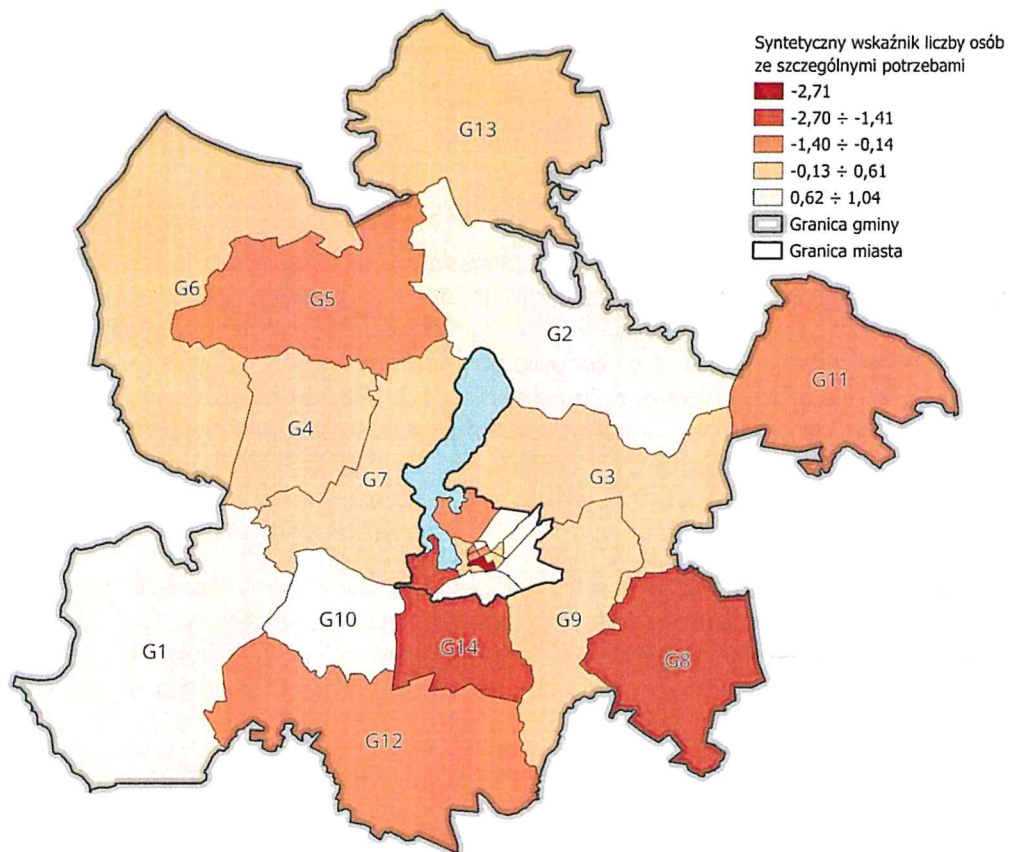 Syntetyczny wskaźnik liczby osób
ze szczególnymi potrzebami
-2,71
-2,70 ÷ -1,41
-1,40 ÷ -0,14
-0,13 ÷ 0,61
0,62 ÷ 1,04
Granica gminy
Granica miasta
G13
G6
G5
G2
G11
G4
G7
G3
G1
G10
G14
G9
G8
G12